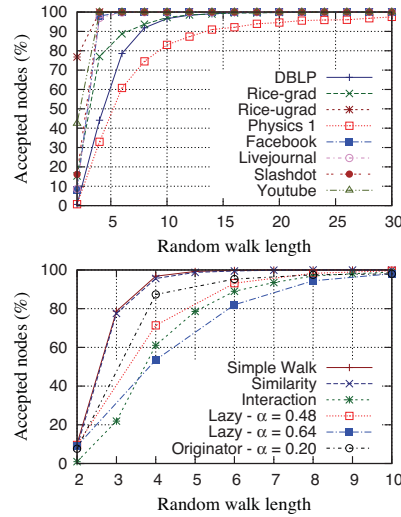 100
90
80
70
60
50
40
30
20
10
0
Accepted nodes (%)
DBLP
Rice-grad
Rice-ugrad
Physics 1
Facebook
Livejournal
Slashdot
Youtube
5 10 15 20 25 30
Random walk length
100
80
60
40
20
0
Accepted nodes (%)
Simple Walk
Similarity
Interaction
Lazy - α = 0.48
Lazy - α = 0.64
Originator - α = 0.20
2 3 4 5 6 7 8 9 10
Random walk length